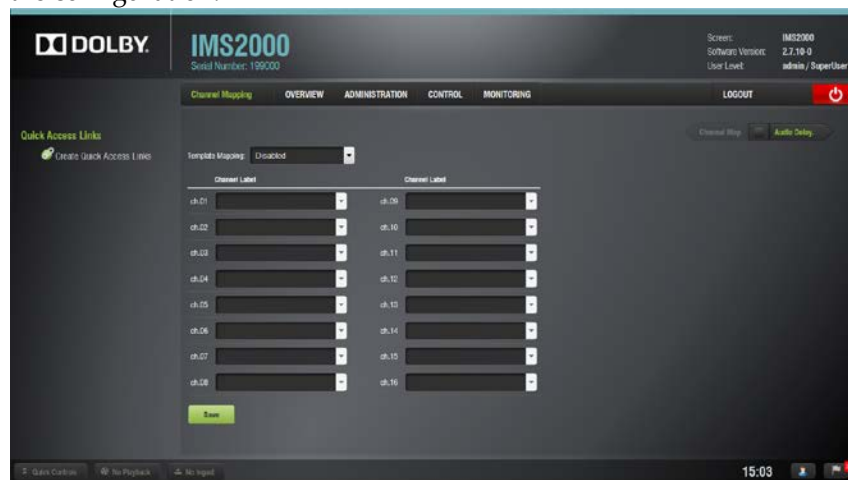 DOLBY.
IMS2000
Serial Number: 199000
Screen: IMS2000
Software Version: 2.7.10-0
User Level: admin / SuperUser
Channel Mapping OVERVIEW ADMINISTRATION CONTROL MONITORING LOGOUT
Quick Access Links
Create Quick Access Links
Channel Map Audio Delay
Template Mapping: Disabled
Channel Label Channel Label
ch.01 ch.09
ch.02 ch.10
ch.03 ch.11
ch.04 ch.12
ch.05 ch.13
ch.06 ch.14
ch.07 ch.15
ch.08 ch.16
Save
Quick Controls No Playback No Ingest 15:03